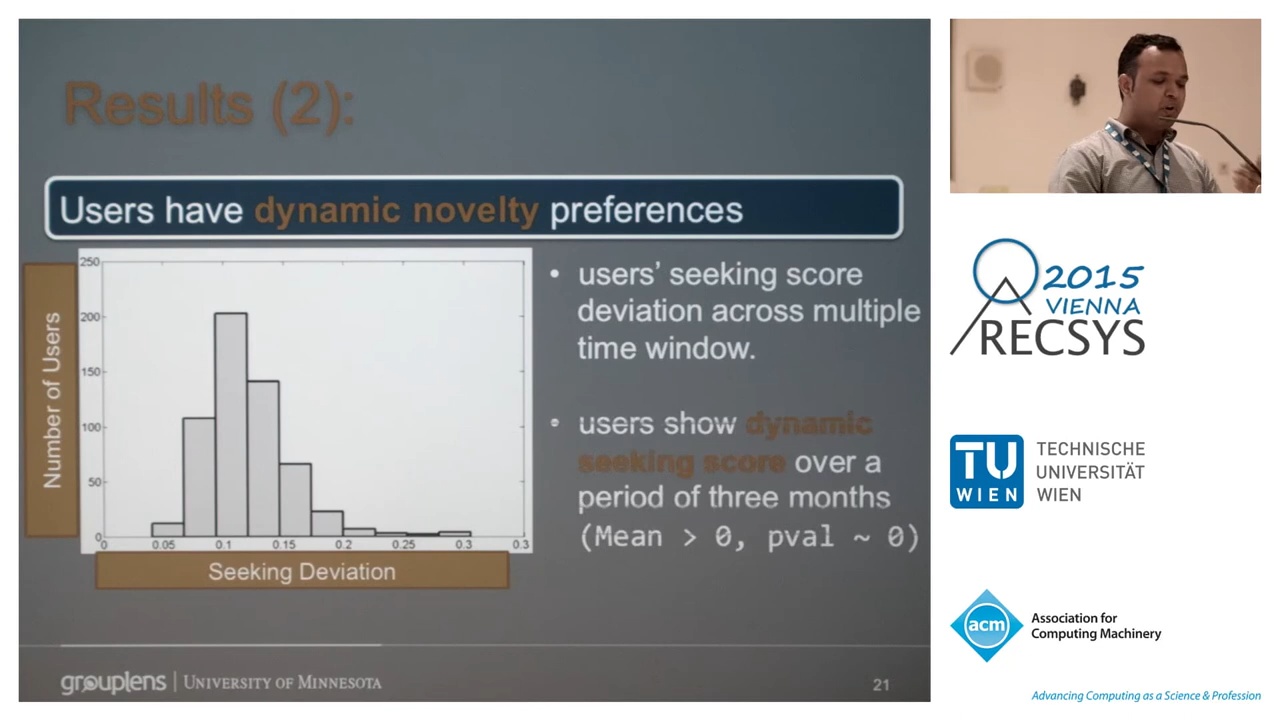 Results (2):
Users have dynamic novelty preferences
Number of Users
250
200
150
100
50
0
0 0.05 0.1 0.15 0.2 0.25 0.3 0.3
Seeking Deviation
• users’ seeking score
deviation across multiple
time window.
• users show dynamic
seeking score over a
period of three months
(Mean > 0, pval ~ 0)
grouplens | UNIVERSITY OF MINNESOTA
21
2015
VIENNA
RECSYS
TU
WIEN
TECHNISCHE
UNIVERSITÄT
WIEN
acm
Association for
Computing Machinery
Advancing Computing as a Science & Profession